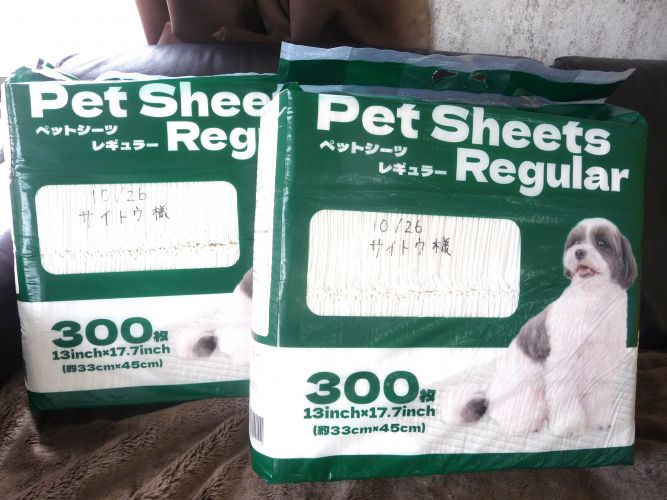 Pet Shee
ペットシーツ
レギュラー
Regu
10/26
サイトウ様
300枚
13inch×17.7inch
(約33cm×45cm)
Pet Sheets
ペットシーツ
レギュラー
Regular
10/26
サイトウ様
300枚
13inch×17.7inch
(約33cm×45cm)